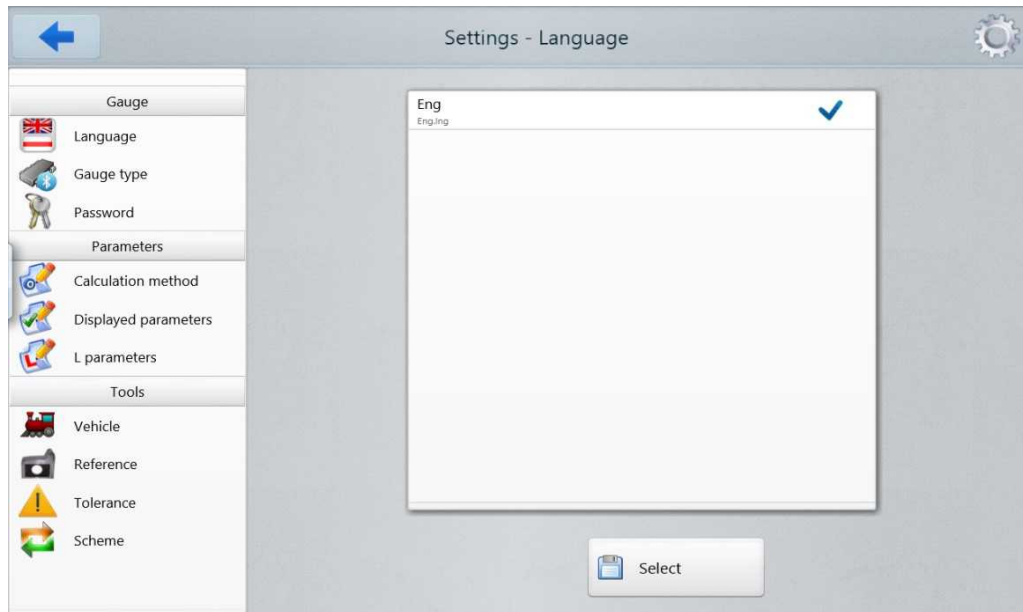 Settings - Language
Gauge
Language
Gauge type
Password
Parameters
Calculation method
Displayed parameters
L parameters
Tools
Vehicle
Reference
Tolerance
Scheme
Eng
Eng.lng
Select